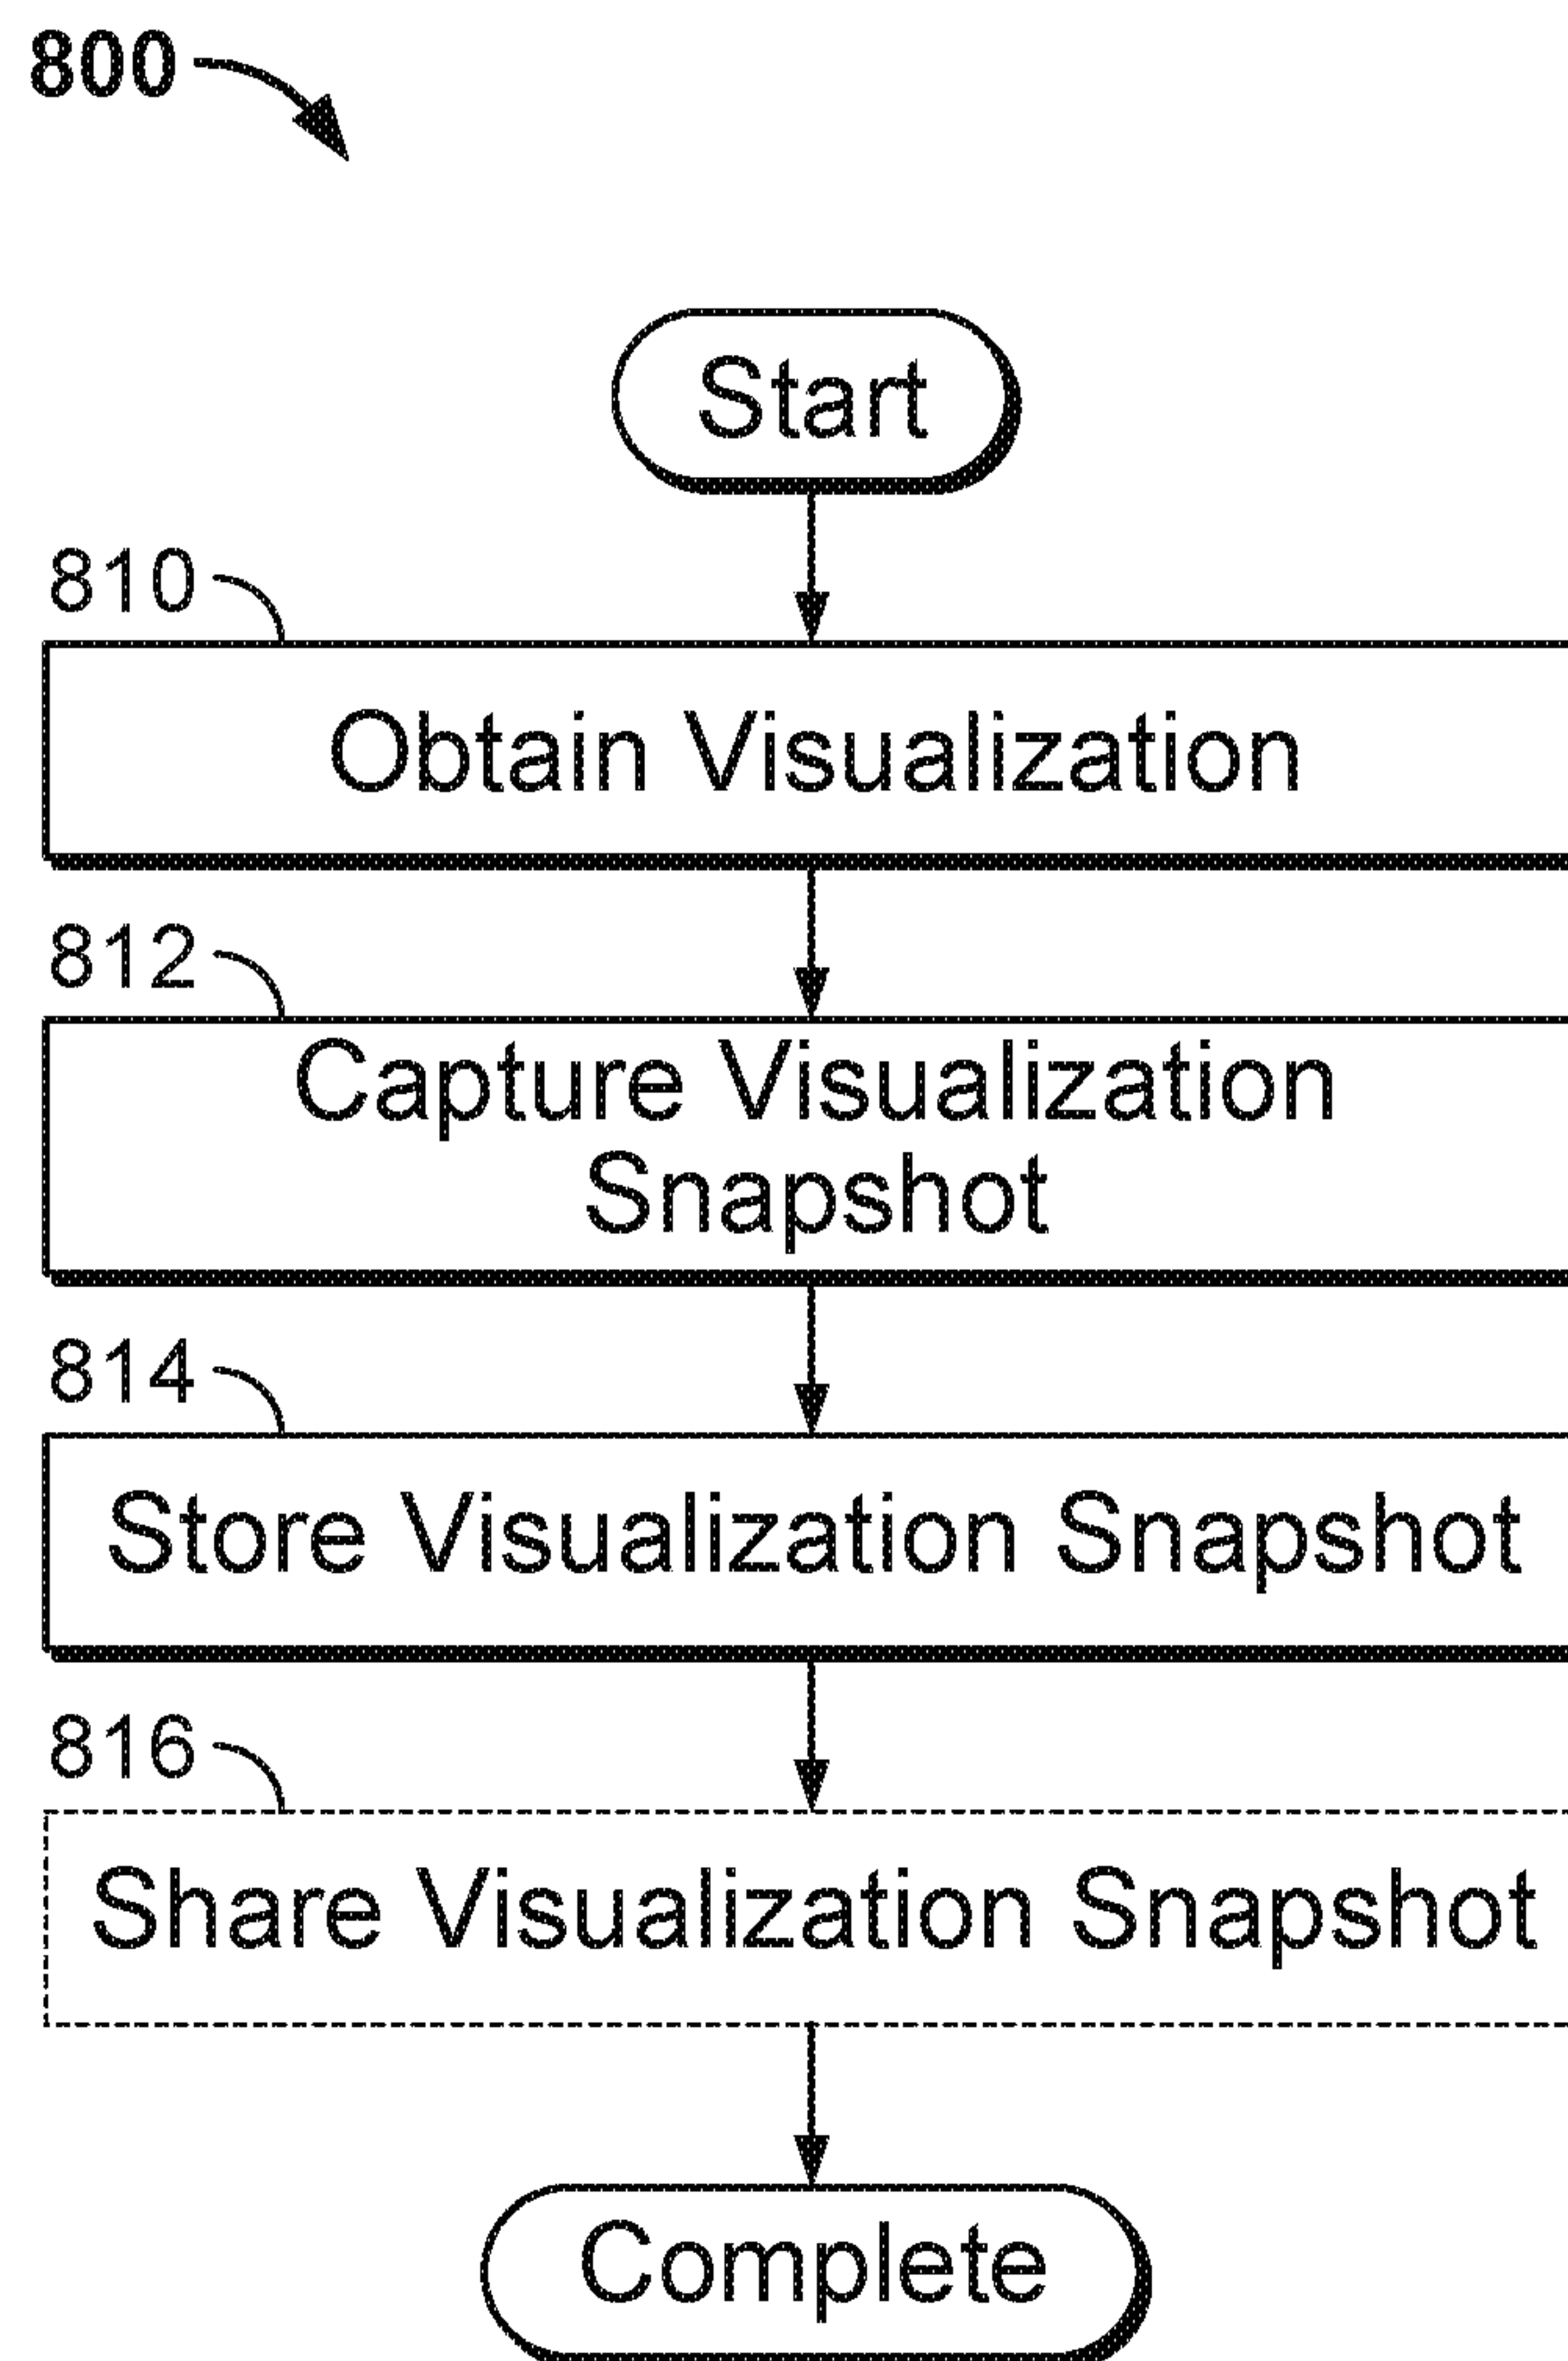 800
Start
810
Obtain Visualization
812
Capture Visualization
Snapshot
814
Store Visualization Snapshot
816
Share Visualization Snapshot
Complete